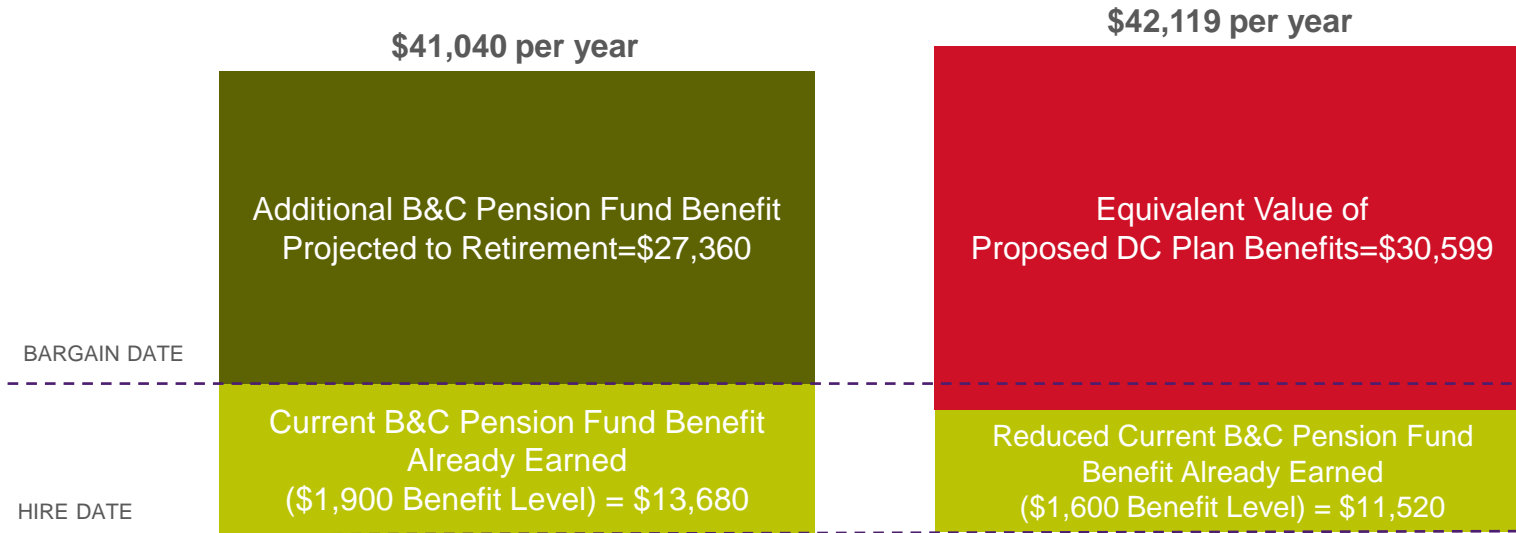 $41,040 per year
$42,119 per year
Additional B&C Pension Fund Benefit
Projected to Retirement=$27,360
Equivalent Value of
Proposed DC Plan Benefits=$30,599
BARGAIN DATE
Current B&C Pension Fund Benefit
Already Earned
($1,900 Benefit Level) = $13,680
Reduced Current B&C Pension Fund
Benefit Already Earned
($1,600 Benefit Level) = $11,520
HIRE DATE